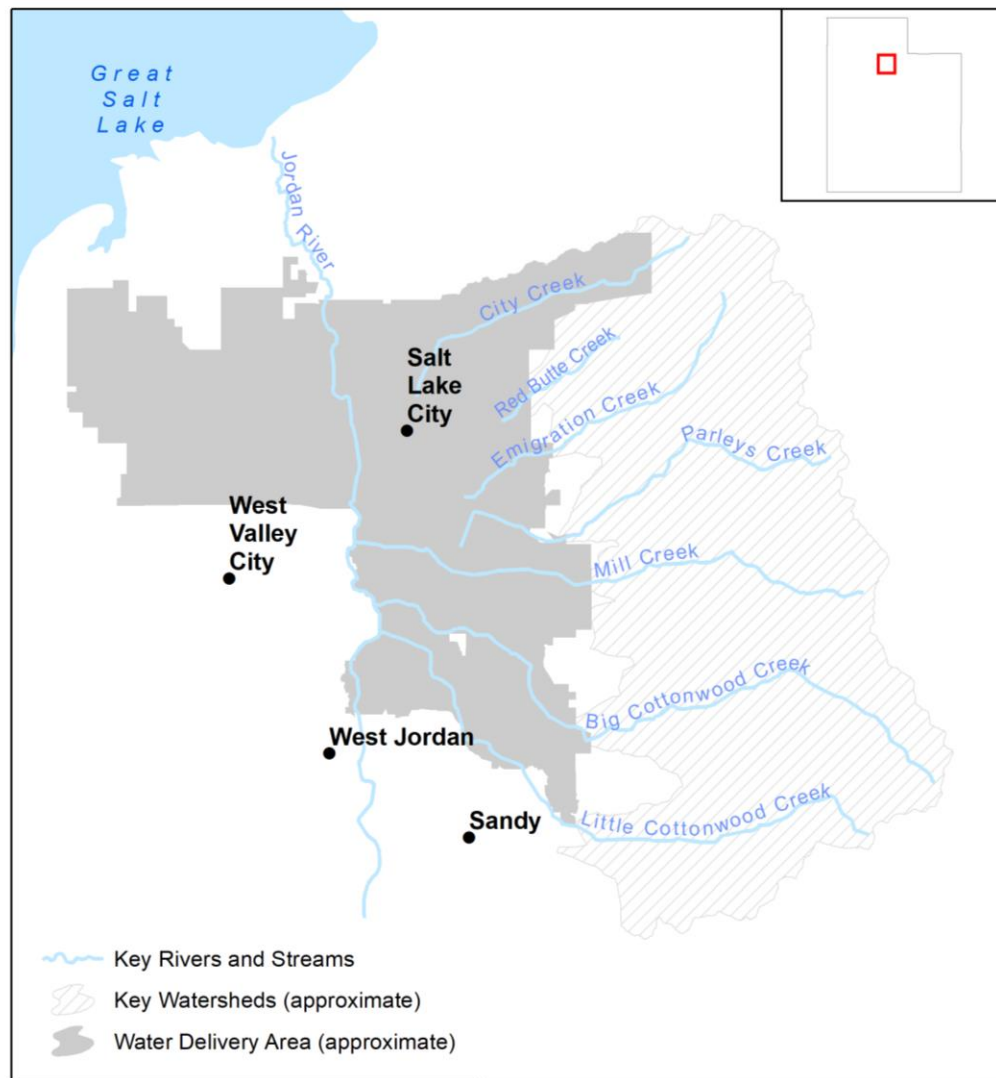 Great
Salt
Lake
Jordan River
City Creek
Salt
Lake
City
Red Butte Creek
Emigration Creek
Parleys Creek
West
Valley
City
Mill Creek
Big Cottonwood Creek
West Jordan
Little Cottonwood Creek
Sandy
Key Rivers and Streams
Key Watersheds (approximate)
Water Delivery Area (approximate)